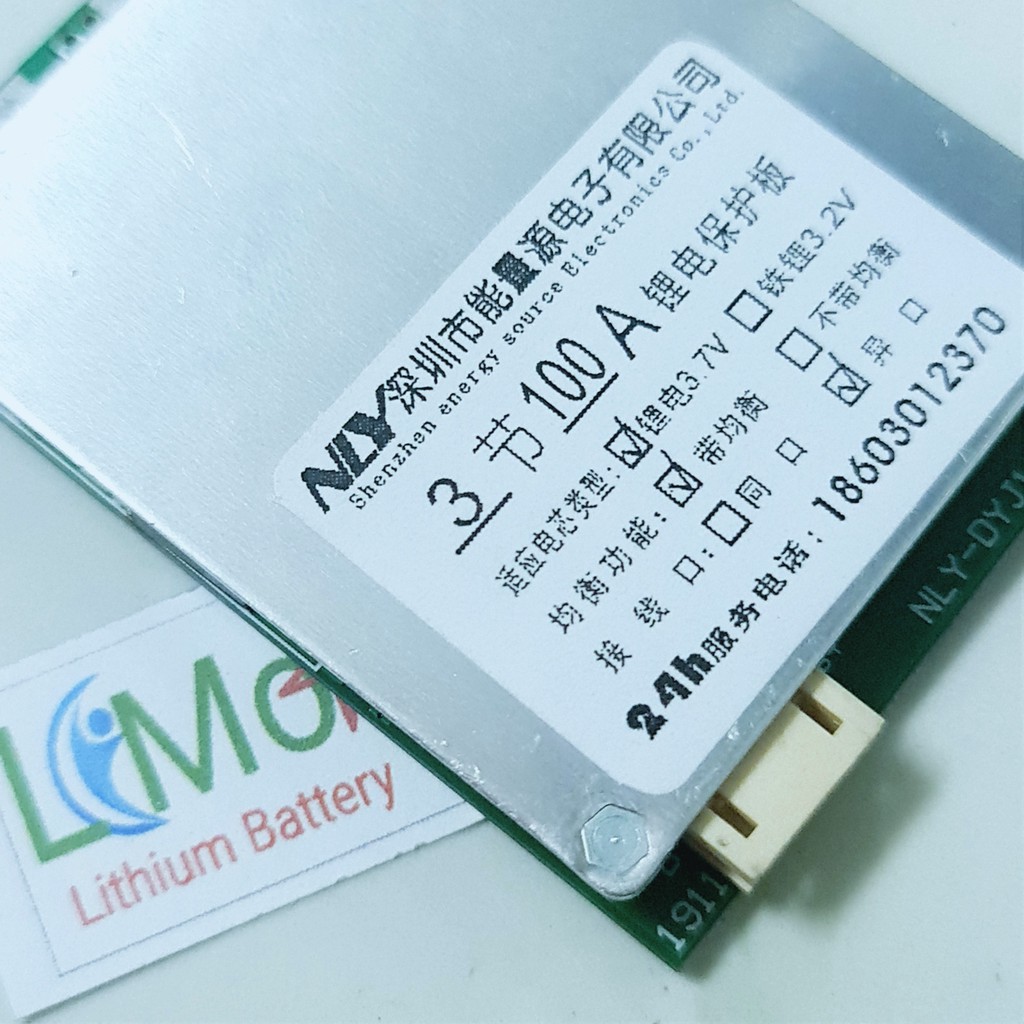 NLY深圳市能量源电子有限公司
Shenzhen energy source Electronics Co.,Ltd.
3 节 100 A 锂电保护板
适应电芯类型: ☑锂电3.7V ☐铁锂3.2V
均衡功能: ☑带均衡 ☐不带均衡
接线口: ☐同口 ☑异口
24h服务电话: 18603012370
NLY-DYJ
1911
Lithium Battery